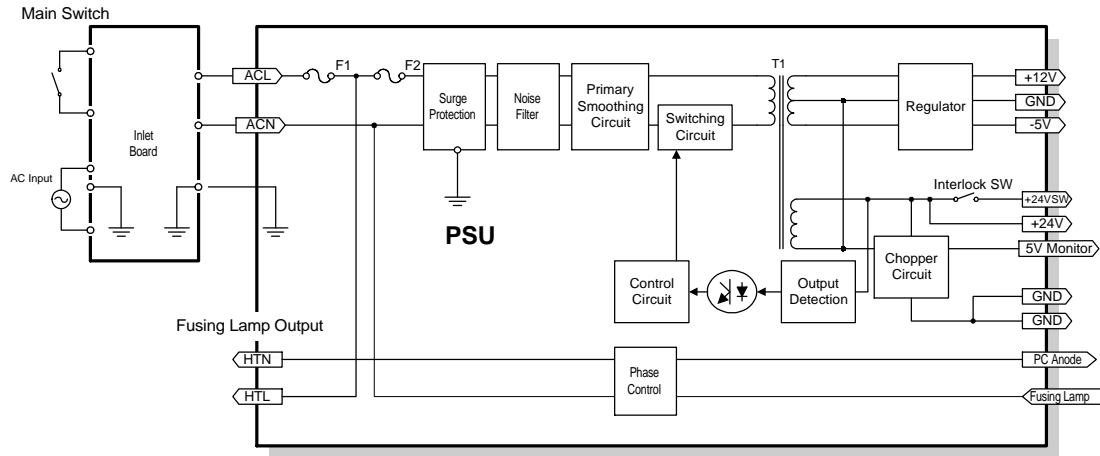 Main Switch
F1
F2
T1
ACL
ACN
Inlet
Board
AC Input
Surge
Protection
Noise
Filter
Primary
Smoothing
Circuit
Switching
Circuit
Regulator
+12V
GND
-5V
Interlock SW
+24VSW
+24V
5V Monitor
PSU
Control
Circuit
Output
Detection
Chopper
Circuit
GND
GND
Fusing Lamp Output
HTN
HTL
Phase
Control
PC Anode
Fusing Lamp